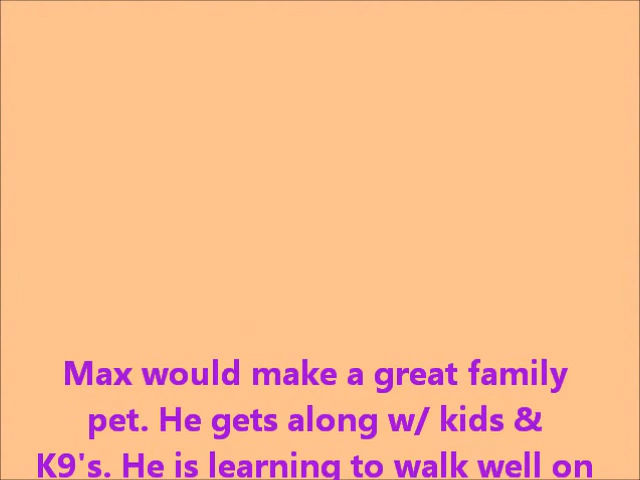 Max would make a great family
pet. He gets along w/ kids &
K9's. He is learning to walk well on